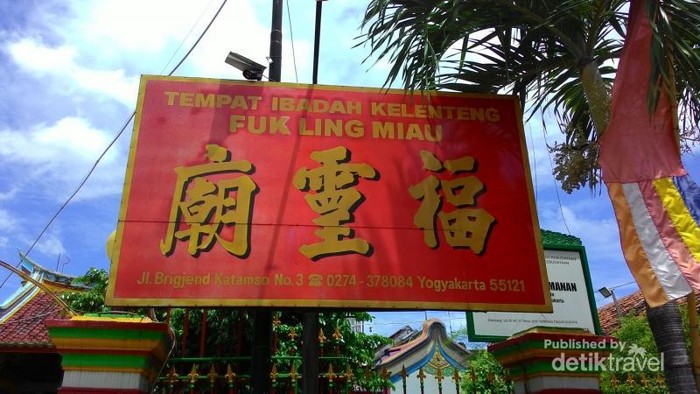 TEMPAT IBADAH KELENTENG
FUK LING MIAU
廟靈福
Jl. Brigjend Katamso No. 3 ☎ 0274 - 378084 Yogyakarta 55121
MANAN
Published by
detiktravel